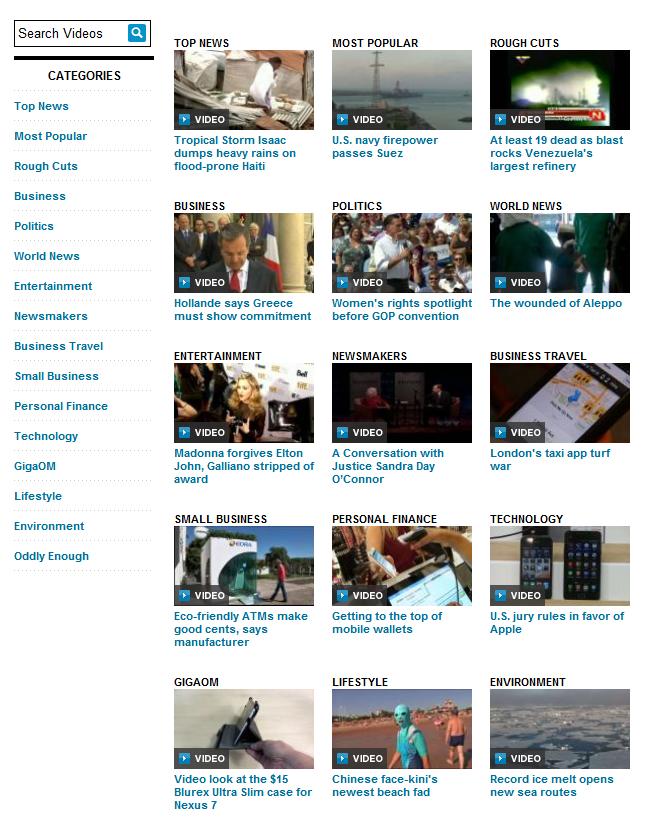 Search Videos
CATEGORIES
Top News
Most Popular
Rough Cuts
Business
Politics
World News
Entertainment
Newsmakers
Business Travel
Small Business
Personal Finance
Technology
GigaOM
Lifestyle
Environment
Oddly Enough
TOP NEWS
VIDEO
Tropical Storm Isaac
dumps heavy rains on
flood-prone Haiti
MOST POPULAR
VIDEO
U.S. navy firepower
passes Suez
ROUGH CUTS
VIDEO
At least 19 dead as blast
rocks Venezuela's
largest refinery
BUSINESS
VIDEO
Hollande says Greece
must show commitment
POLITICS
VIDEO
Women's rights spotlight
before GOP convention
WORLD NEWS
VIDEO
The wounded of Aleppo
ENTERTAINMENT
VIDEO
Madonna forgives Elton
John, Galliano stripped of
award
NEWSMAKERS
VIDEO
A Conversation with
Justice Sandra Day
O'Connor
BUSINESS TRAVEL
VIDEO
London's taxi app turf
war
SMALL BUSINESS
VIDEO
Eco-friendly ATMs make
good cents, says
manufacturer
PERSONAL FINANCE
VIDEO
Getting to the top of
mobile wallets
TECHNOLOGY
VIDEO
U.S. jury rules in favor of
Apple
GIGAOM
VIDEO
Video look at the $15
Blurex Ultra Slim case for
Nexus 7
LIFESTYLE
VIDEO
Chinese face-kini's
newest beach fad
ENVIRONMENT
VIDEO
Record ice melt opens
new sea routes